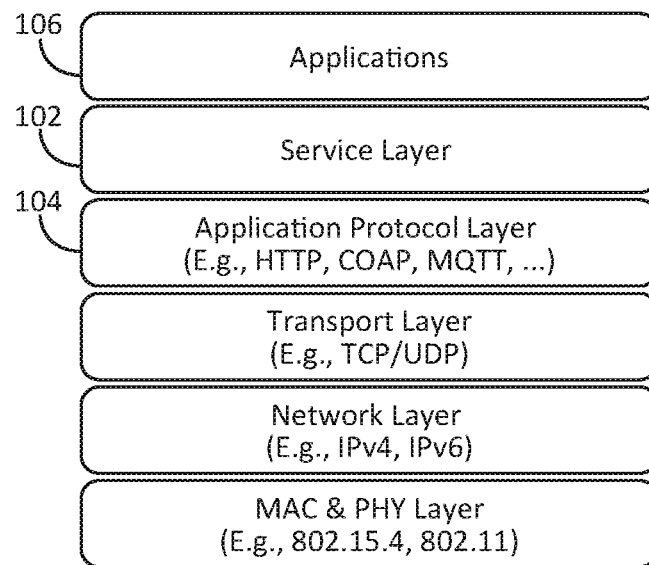 106
Applications
102
Service Layer
104
Application Protocol Layer
(E.g., HTTP, COAP, MQTT, ...)
Transport Layer
(E.g., TCP/UDP)
Network Layer
(E.g., IPv4, IPv6)
MAC & PHY Layer
(E.g., 802.15.4, 802.11)